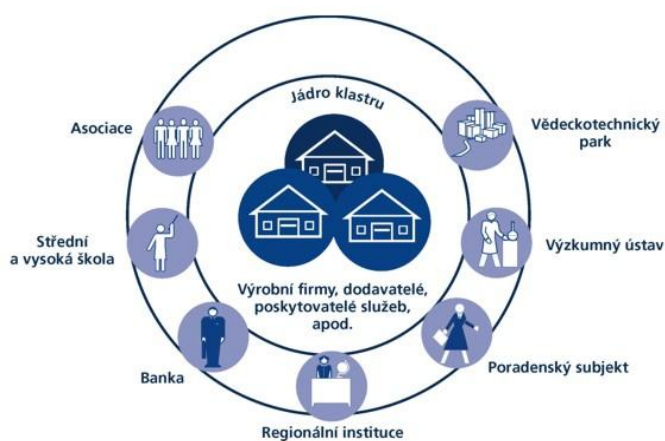 Jádro klastru
Asociace
Vědeckotechnický
park
Střední
a vysoká škola
Výzkumný ústav
Výrobní firmy, dodavatelé,
poskytovatelé služeb,
apod.
Banka
Poradenský subjekt
Regionální instituce